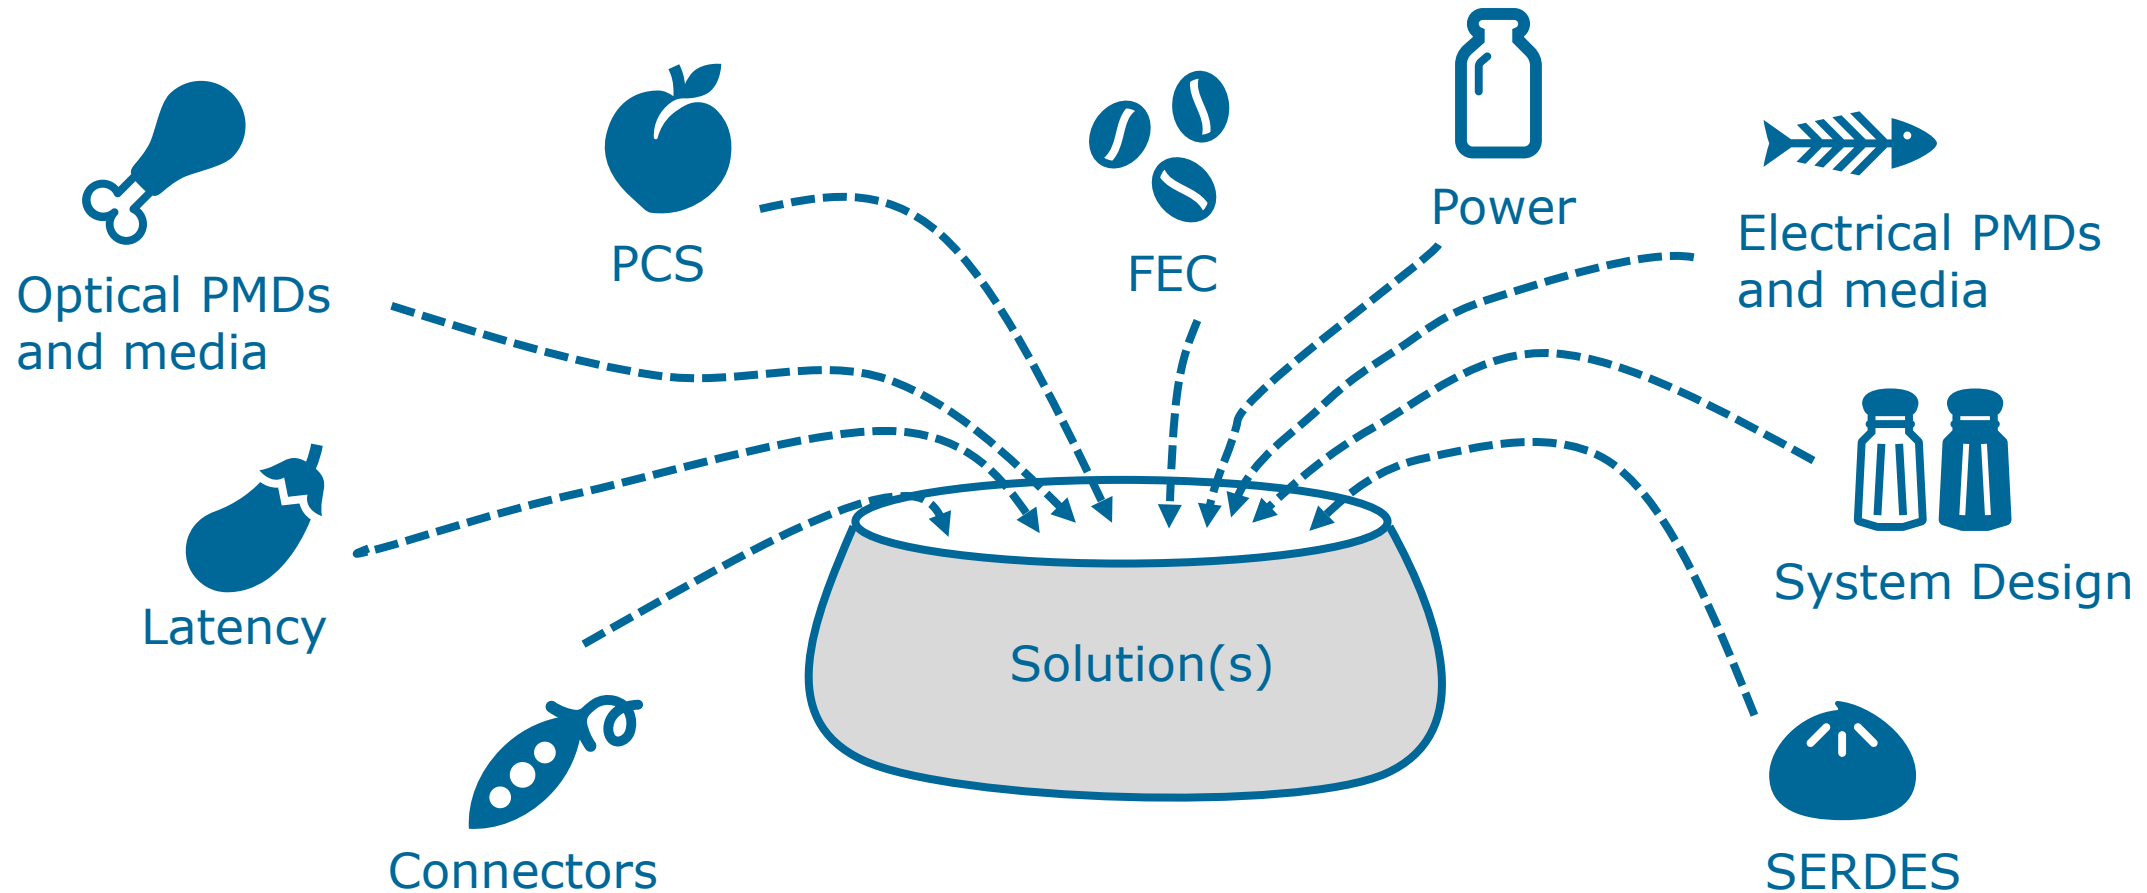 Power
Electrical PMDs
and media
PCS
FEC
Optical PMDs
and media
System Design
Latency
Solution(s)
Connectors
SERDES